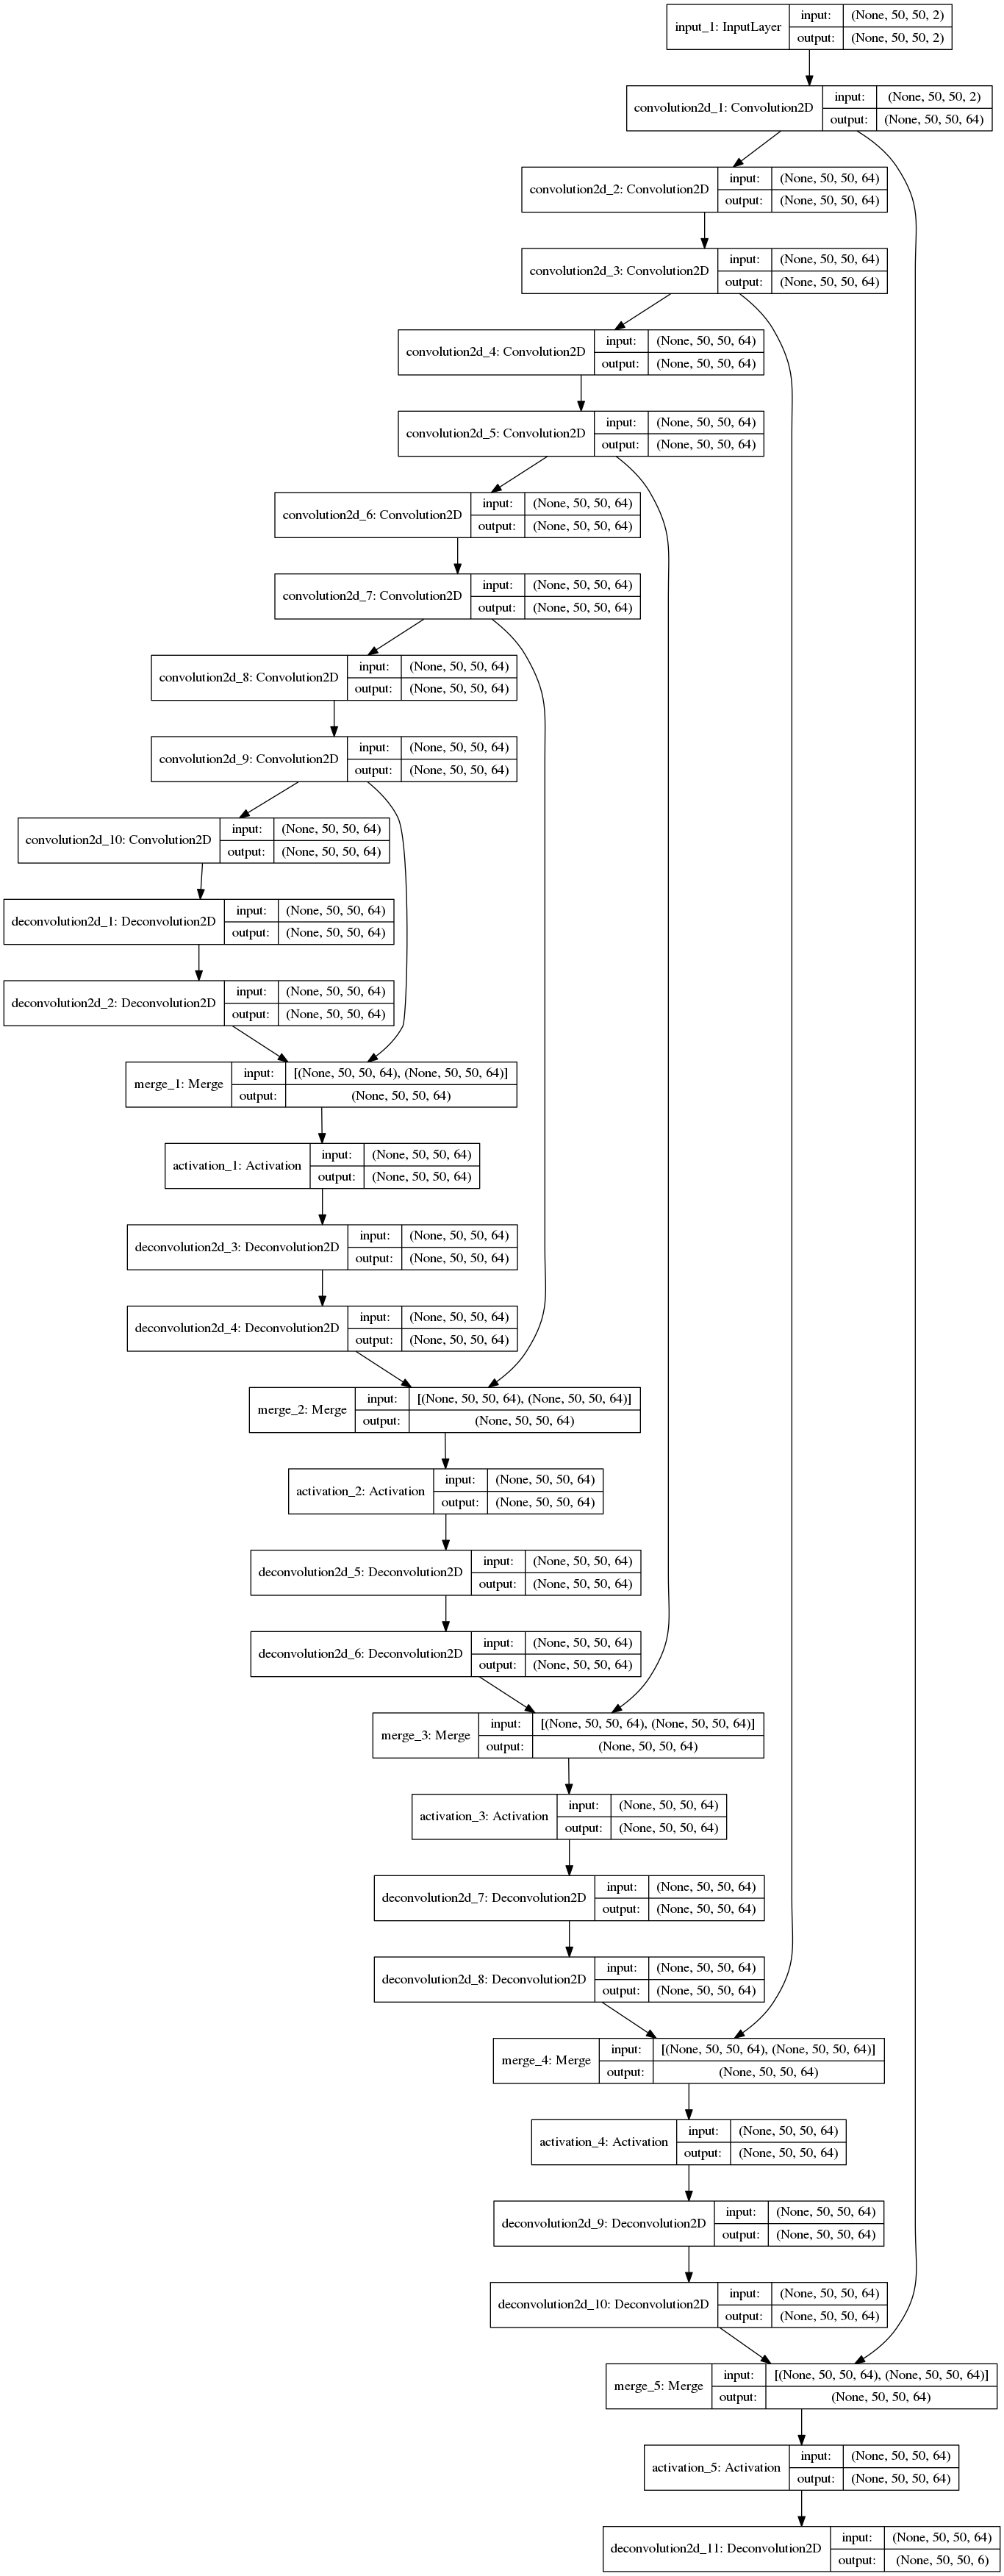 input_1: InputLayer
input: (None, 50, 50, 2)
output: (None, 50, 50, 2)
convolution2d_1: Convolution2D
input: (None, 50, 50, 2)
output: (None, 50, 50, 64)
convolution2d_2: Convolution2D
input: (None, 50, 50, 64)
output: (None, 50, 50, 64)
convolution2d_3: Convolution2D
input: (None, 50, 50, 64)
output: (None, 50, 50, 64)
convolution2d_4: Convolution2D
input: (None, 50, 50, 64)
output: (None, 50, 50, 64)
convolution2d_5: Convolution2D
input: (None, 50, 50, 64)
output: (None, 50, 50, 64)
convolution2d_6: Convolution2D
input: (None, 50, 50, 64)
output: (None, 50, 50, 64)
convolution2d_7: Convolution2D
input: (None, 50, 50, 64)
output: (None, 50, 50, 64)
convolution2d_8: Convolution2D
input: (None, 50, 50, 64)
output: (None, 50, 50, 64)
convolution2d_9: Convolution2D
input: (None, 50, 50, 64)
output: (None, 50, 50, 64)
convolution2d_10: Convolution2D
input: (None, 50, 50, 64)
output: (None, 50, 50, 64)
deconvolution2d_1: Deconvolution2D
input: (None, 50, 50, 64)
output: (None, 50, 50, 64)
deconvolution2d_2: Deconvolution2D
input: (None, 50, 50, 64)
output: (None, 50, 50, 64)
merge_1: Merge
input: [(None, 50, 50, 64), (None, 50, 50, 64)]
output: (None, 50, 50, 64)
activation_1: Activation
input: (None, 50, 50, 64)
output: (None, 50, 50, 64)
deconvolution2d_3: Deconvolution2D
input: (None, 50, 50, 64)
output: (None, 50, 50, 64)
deconvolution2d_4: Deconvolution2D
input: (None, 50, 50, 64)
output: (None, 50, 50, 64)
merge_2: Merge
input: [(None, 50, 50, 64), (None, 50, 50, 64)]
output: (None, 50, 50, 64)
activation_2: Activation
input: (None, 50, 50, 64)
output: (None, 50, 50, 64)
deconvolution2d_5: Deconvolution2D
input: (None, 50, 50, 64)
output: (None, 50, 50, 64)
deconvolution2d_6: Deconvolution2D
input: (None, 50, 50, 64)
output: (None, 50, 50, 64)
merge_3: Merge
input: [(None, 50, 50, 64), (None, 50, 50, 64)]
output: (None, 50, 50, 64)
activation_3: Activation
input: (None, 50, 50, 64)
output: (None, 50, 50, 64)
deconvolution2d_7: Deconvolution2D
input: (None, 50, 50, 64)
output: (None, 50, 50, 64)
deconvolution2d_8: Deconvolution2D
input: (None, 50, 50, 64)
output: (None, 50, 50, 64)
merge_4: Merge
input: [(None, 50, 50, 64), (None, 50, 50, 64)]
output: (None, 50, 50, 64)
activation_4: Activation
input: (None, 50, 50, 64)
output: (None, 50, 50, 64)
deconvolution2d_9: Deconvolution2D
input: (None, 50, 50, 64)
output: (None, 50, 50, 64)
deconvolution2d_10: Deconvolution2D
input: (None, 50, 50, 64)
output: (None, 50, 50, 64)
merge_5: Merge
input: [(None, 50, 50, 64), (None, 50, 50, 64)]
output: (None, 50, 50, 64)
activation_5: Activation
input: (None, 50, 50, 64)
output: (None, 50, 50, 64)
deconvolution2d_11: Deconvolution2D
input: (None, 50, 50, 64)
output: (None, 50, 50, 6)